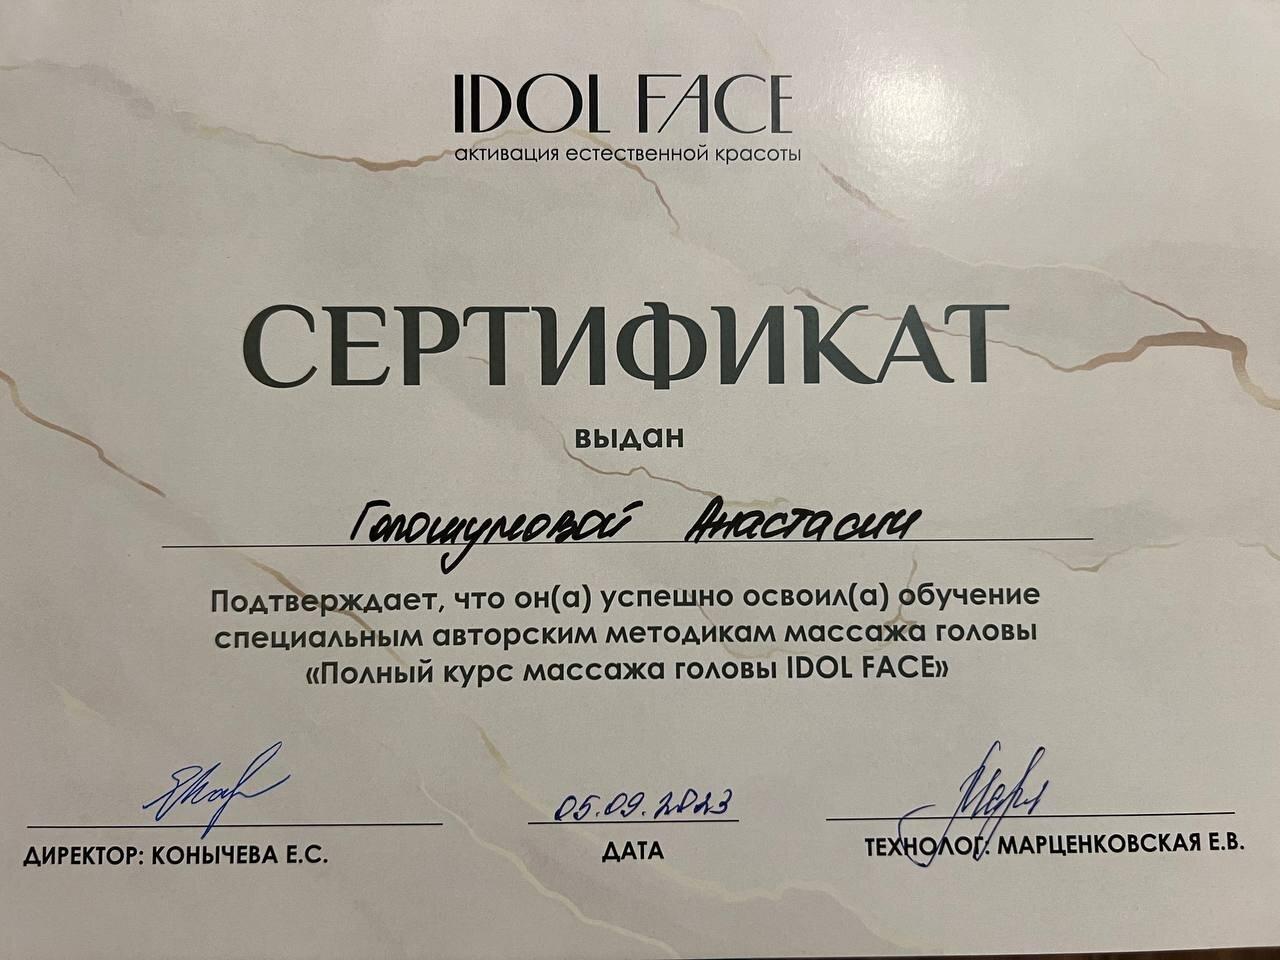 IDOL FACE
активация естественной красоты
СЕРТИФИКАТ
выдан
Голошумовой Анастасии
Подтверждает, что он(а) успешно освоил(а) обучение
специальным авторским методикам массажа головы
«Полный курс массажа головы IDOL FACE»
05.09.2023
ДИРЕКТОР: КОНЫЧЕВА Е.С.
ДАТА
ТЕХНОЛОГ: МАРЦЕНКОВСКАЯ Е.В.